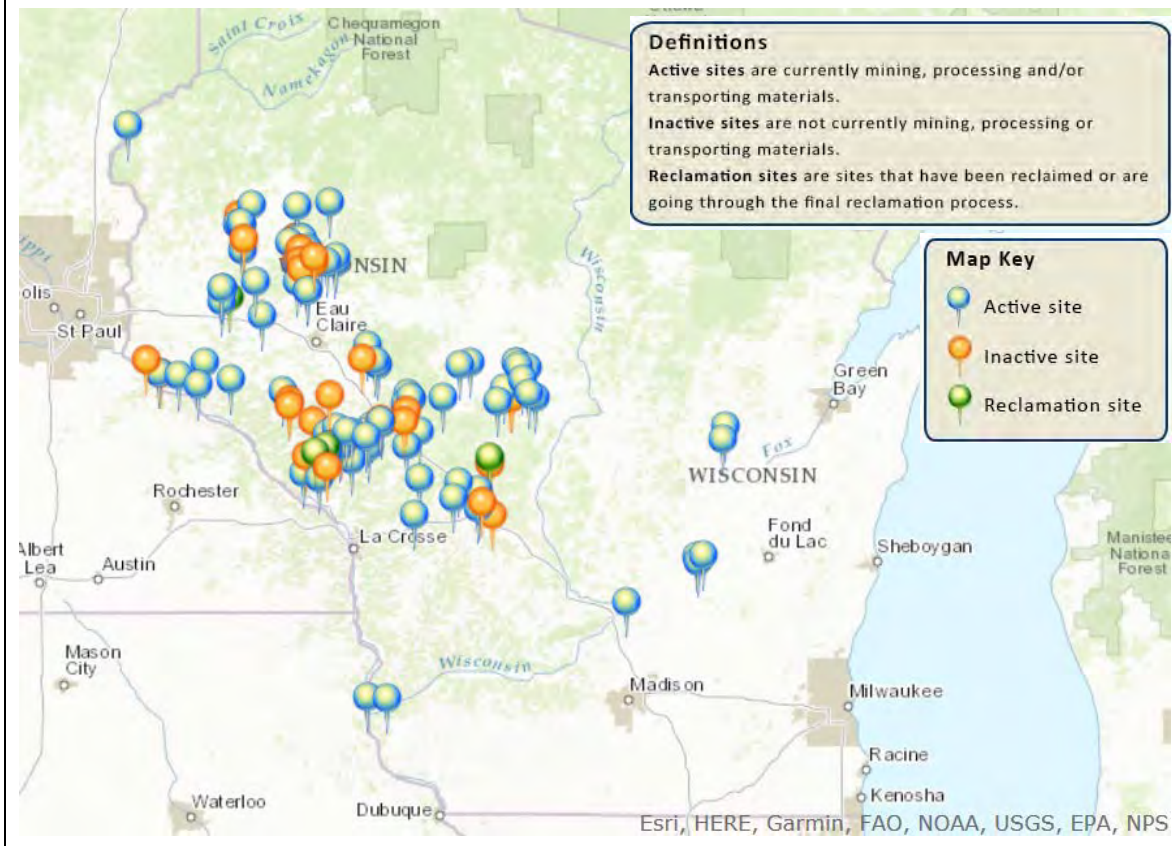 Saint Croix
Chequamegon
National
Forest
Namekagon
Definitions
Active sites are currently mining, processing and/or
transporting materials.
Inactive sites are not currently mining, processing or
transporting materials.
Reclamation sites are sites that have been reclaimed or are
going through the final reclamation process.
Map Key
Active site
Inactive site
Reclamation site
Wisconsin
NSIN
ippi
olis
St Paul
Eau
Claire
Green
Bay
Fox
WISCONSIN
Rochester
La Crosse
Fond
du Lac
Sheboygan
Manistee
National
Forest
Albert
Lea
Austin
Mason
City
Wisconsin
Madison
Milwaukee
Racine
Kenosha
Waterloo
Dubuque
Esri, HERE, Garmin, FAO, NOAA, USGS, EPA, NPS